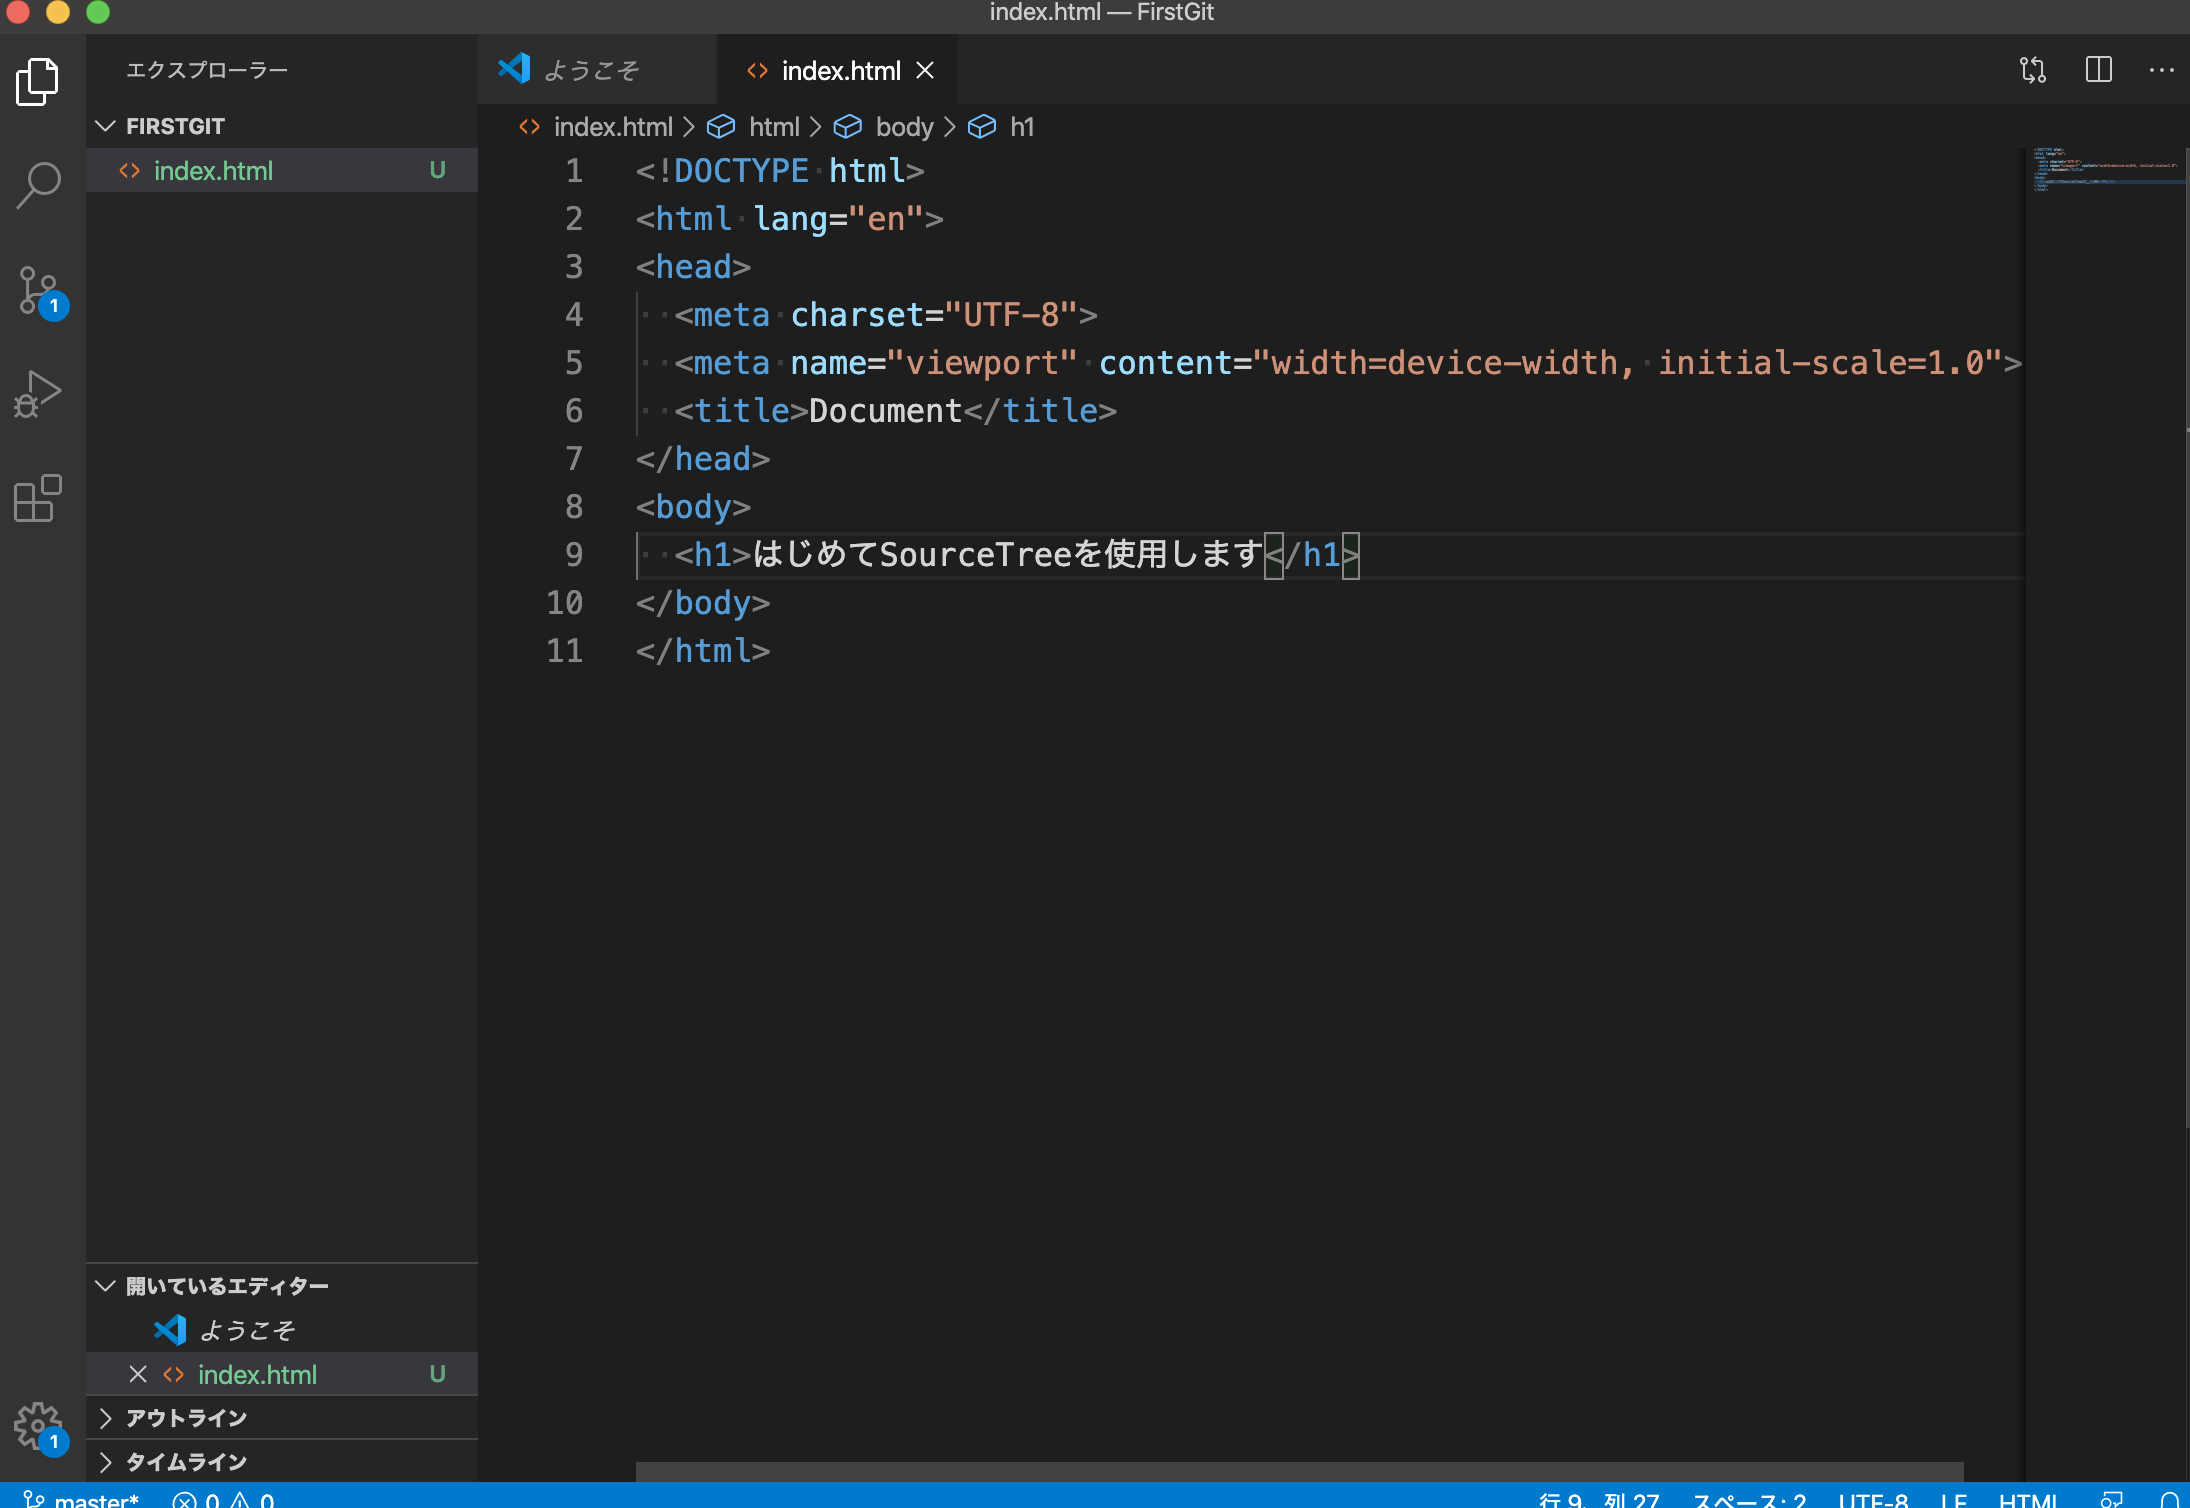 index.html — FirstGit
エクスプローラー
FIRSTGIT
index.html U
1
1
開いているエディター
ようこそ
index.html U
アウトライン
タイムライン
ようこそ
index.html
index.html html body h1
1 <!DOCTYPE html>
2 <html lang="en">
3 <head>
4 <meta charset="UTF-8">
5 <meta name="viewport" content="width=device-width, initial-scale=1.0">
6 <title>Document</title>
7 </head>
8 <body>
9 <h1>はじめてSourceTreeを使用します</h1>
10 </body>
11 </html>
master* 0 0 行 9、列 27 スペース: 2 UTF-8 LF HTML